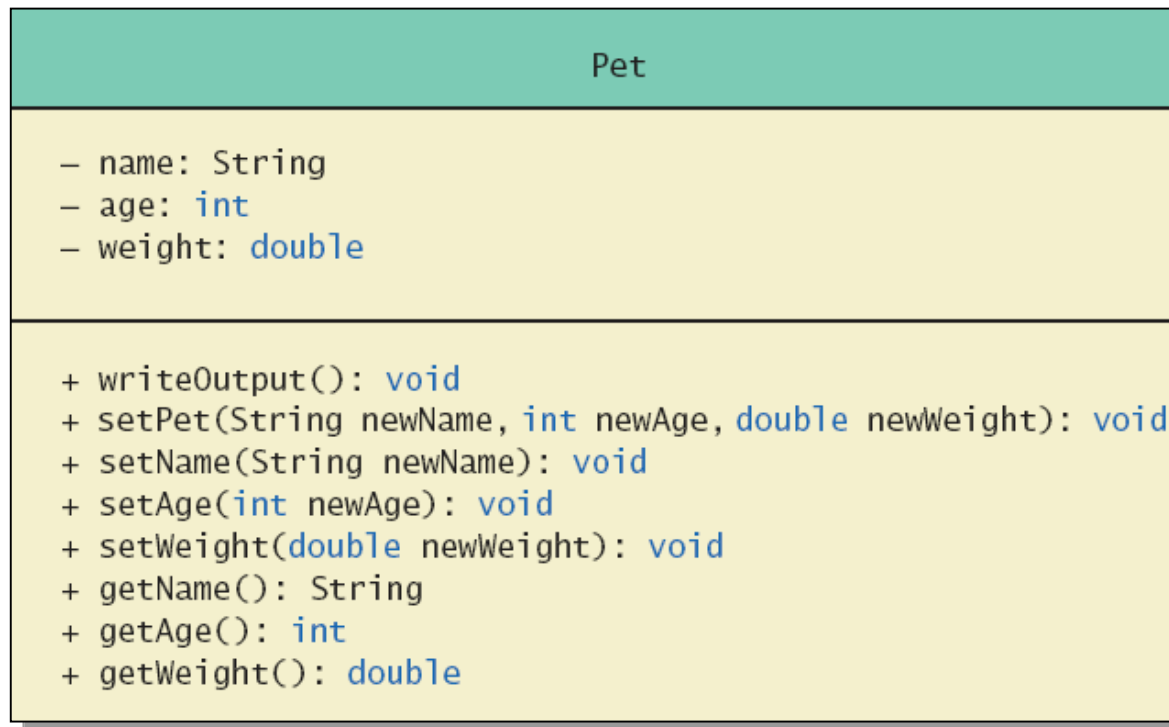 Pet
– name: String
– age: int
– weight: double
+ writeOutput(): void
+ setPet(String newName, int newAge, double newWeight): void
+ setName(String newName): void
+ setAge(int newAge): void
+ setWeight(double newWeight): void
+ getName(): String
+ getAge(): int
+ getWeight(): double